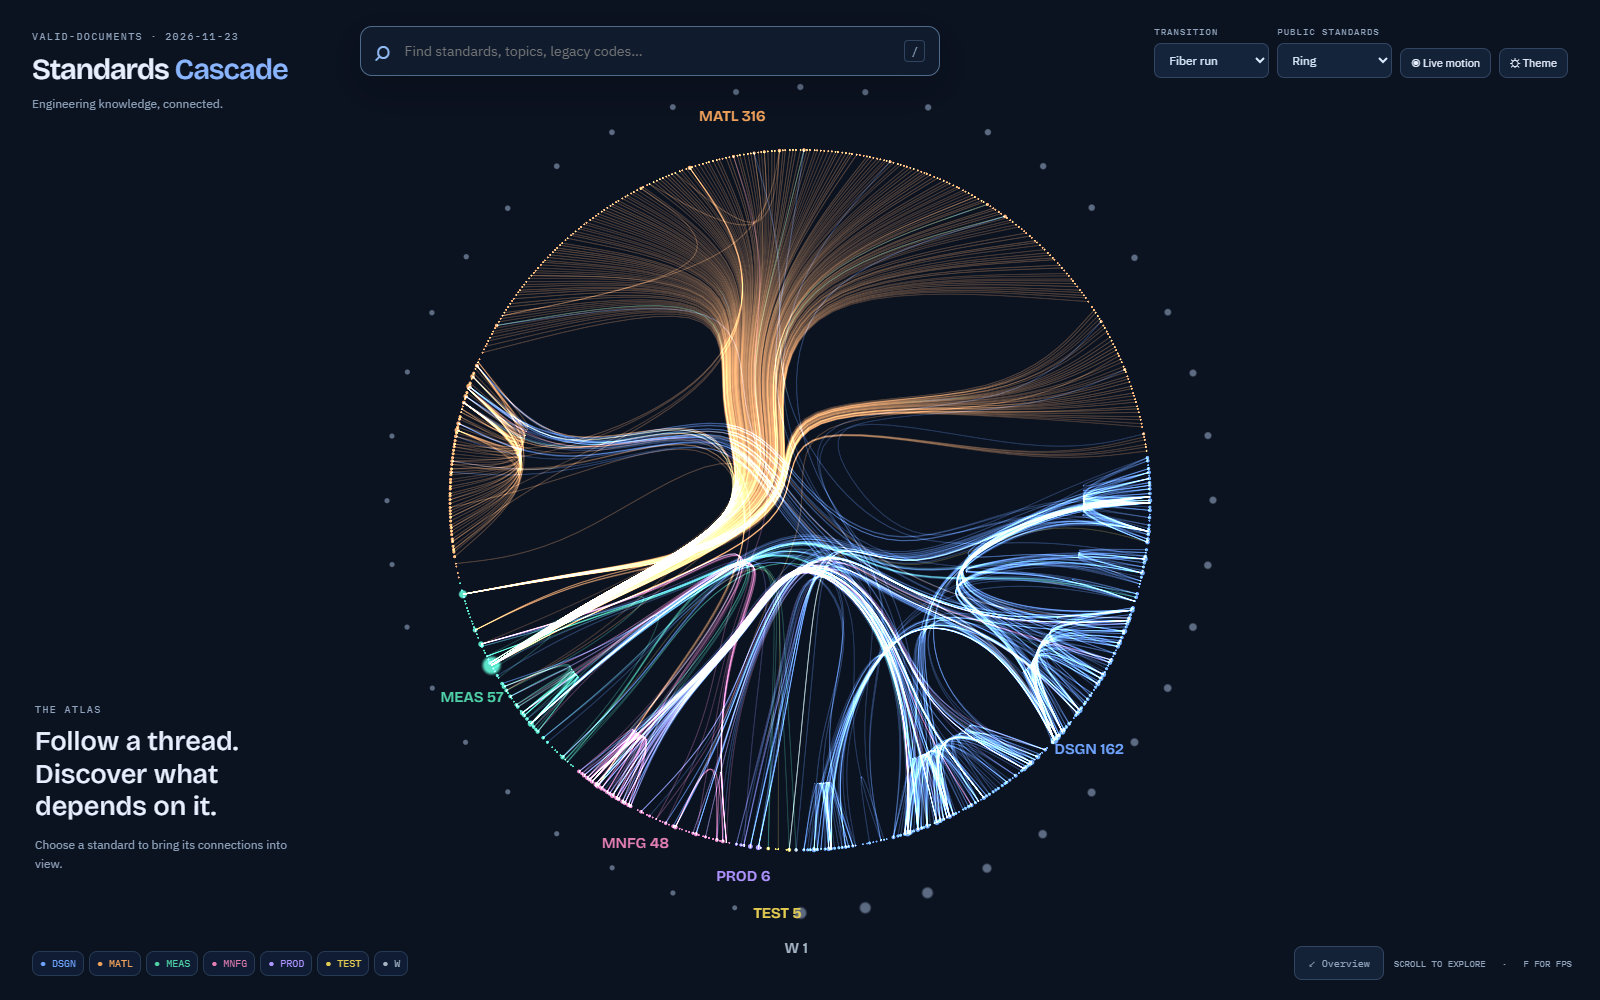 VALID-DOCUMENTS · 2026-11-23
Standards Cascade
Engineering knowledge, connected.
Find standards, topics, legacy codes...
/
TRANSITION
Fiber run
PUBLIC STANDARDS
Ring
Live motion
Theme
MATL 316
MEAS 57
DSGN 162
MNFG 48
PROD 6
TEST 5
W 1
THE ATLAS
Follow a thread.
Discover what
depends on it.
Choose a standard to bring its connections into
view.
DSGN
MATL
MEAS
MNFG
PROD
TEST
W
✓ Overview
SCROLL TO EXPLORE · F FOR FPS